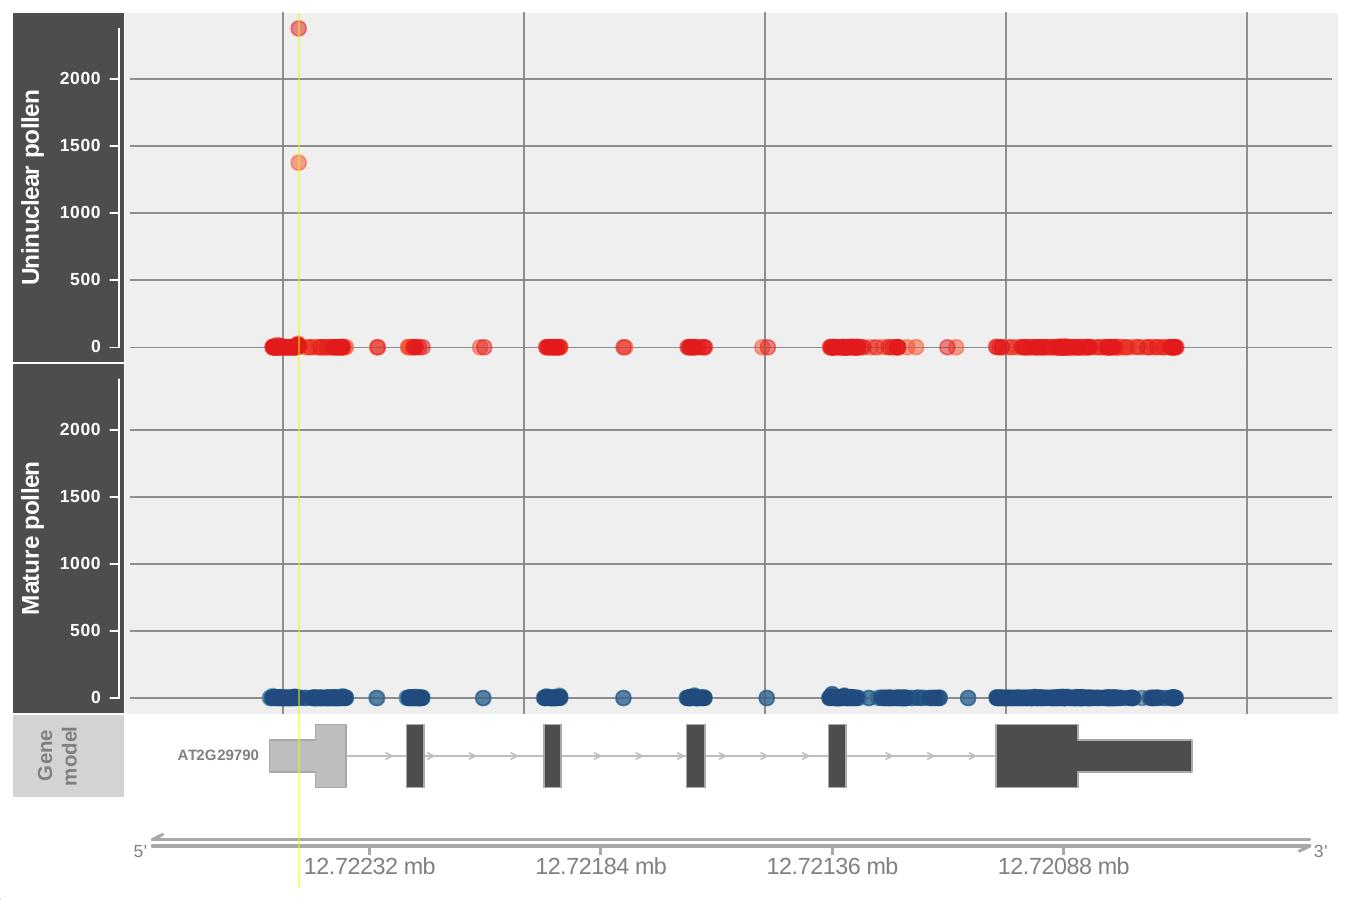 Uninuclear pollen
2000
1500
1000
500
0
Mature pollen
2000
1500
1000
500
0
Gene
model
AT2G29790
5'
3'
12.72232 mb
12.72184 mb
12.72136 mb
12.72088 mb